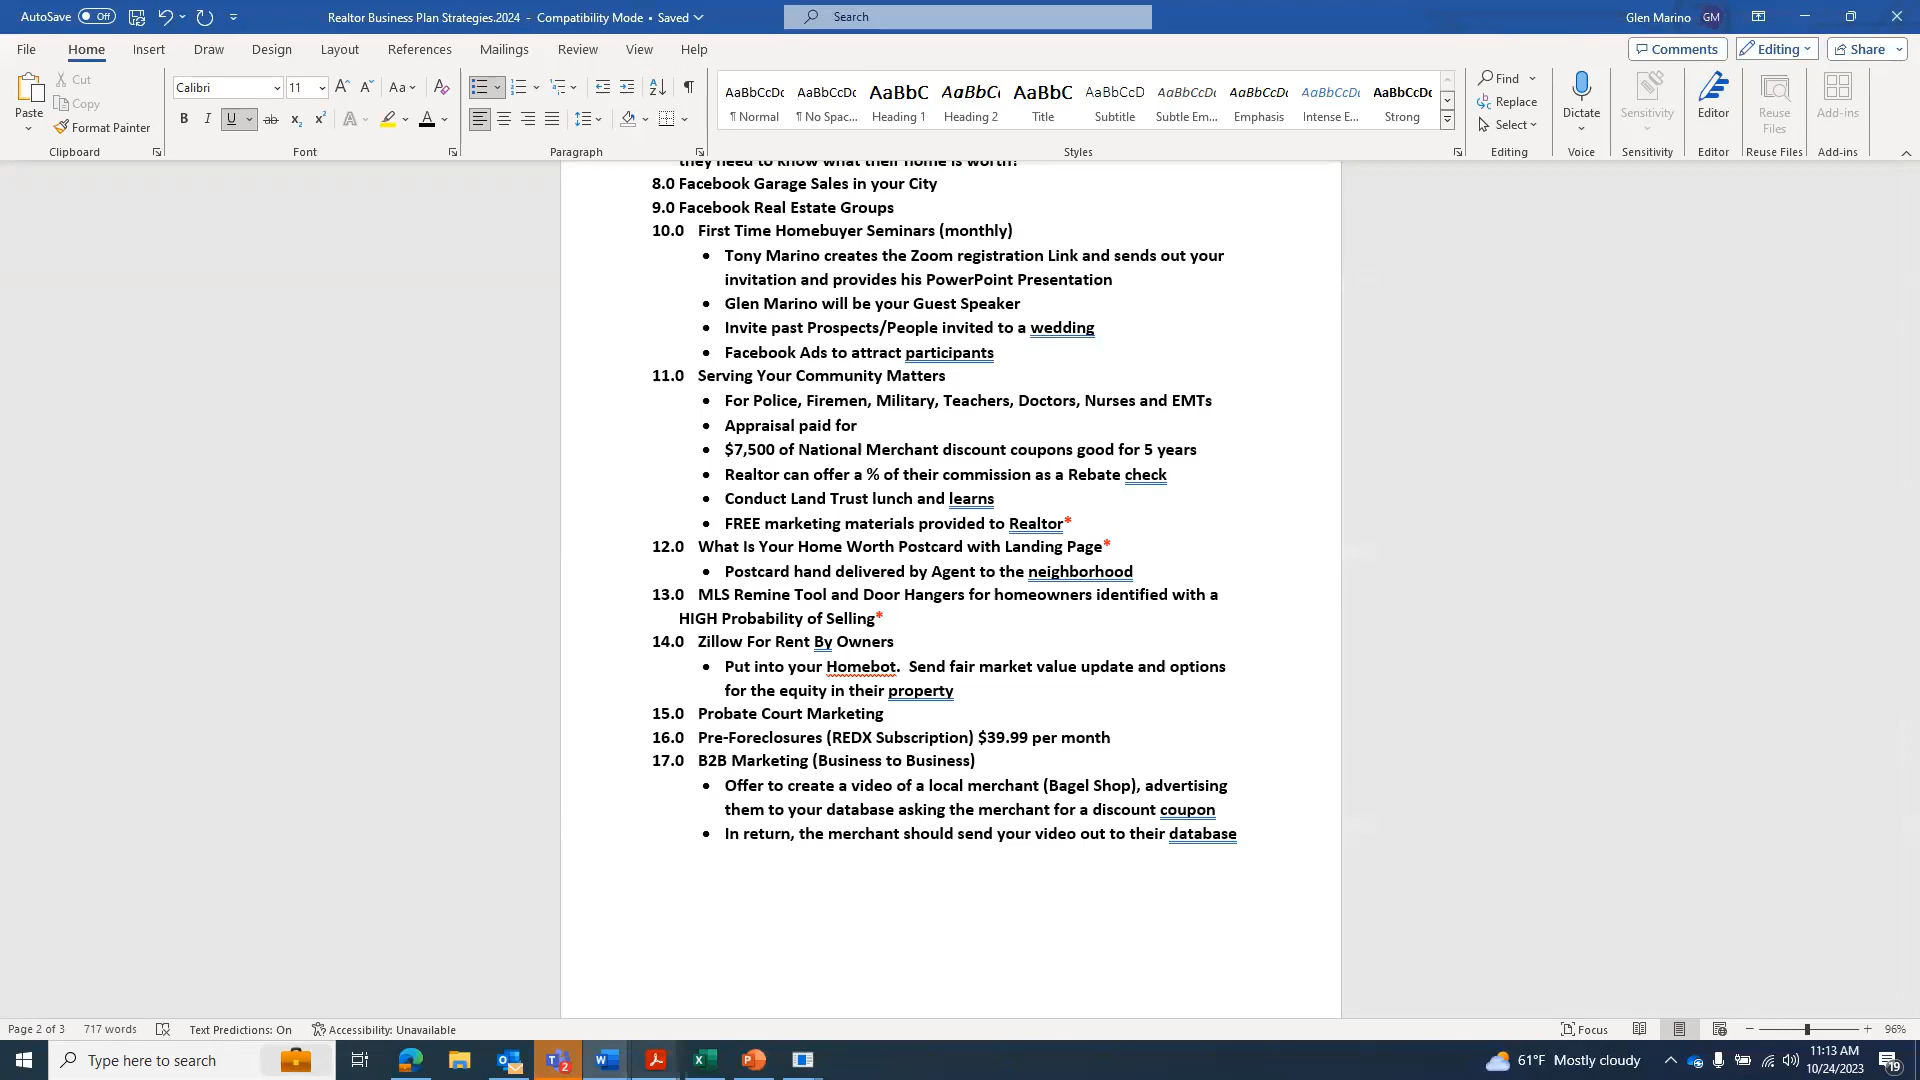 AutoSave Off Realtor Business Plan Strategies.2024 - Compatibility Mode • Saved Search Glen Marino GM
File Home Insert Draw Design Layout References Mailings Review View Help Comments Editing Share
Paste Cut Copy Format Painter
Calibri 11
AaBbCcDc AaBbCcDc AaBbC AaBbC AaBbC AaBbCcD AaBbCcDc AaBbCcDc AaBbCcDc AaBbCcDc
¶ Normal ¶ No Spac... Heading 1 Heading 2 Title Subtitle Subtle Em... Emphasis Intense E... Strong
Find Replace Select
Dictate Sensitivity Editor Reuse Files Add-ins
Clipboard Font Paragraph Styles Editing Voice Sensitivity Editor Reuse Files Add-ins
they need to know what their home is worth?
8.0 Facebook Garage Sales in your City
9.0 Facebook Real Estate Groups
10.0 First Time Homebuyer Seminars (monthly)
• Tony Marino creates the Zoom registration Link and sends out your
invitation and provides his PowerPoint Presentation
• Glen Marino will be your Guest Speaker
• Invite past Prospects/People invited to a wedding
• Facebook Ads to attract participants
11.0 Serving Your Community Matters
• For Police, Firemen, Military, Teachers, Doctors, Nurses and EMTs
• Appraisal paid for
• $7,500 of National Merchant discount coupons good for 5 years
• Realtor can offer a % of their commission as a Rebate check
• Conduct Land Trust lunch and learns
• FREE marketing materials provided to Realtor*
12.0 What Is Your Home Worth Postcard with Landing Page*
• Postcard hand delivered by Agent to the neighborhood
13.0 MLS Remine Tool and Door Hangers for homeowners identified with a
HIGH Probability of Selling*
14.0 Zillow For Rent By Owners
• Put into your Homebot. Send fair market value update and options
for the equity in their property
15.0 Probate Court Marketing
16.0 Pre-Foreclosures (REDX Subscription) $39.99 per month
17.0 B2B Marketing (Business to Business)
• Offer to create a video of a local merchant (Bagel Shop), advertising
them to your database asking the merchant for a discount coupon
• In return, the merchant should send your video out to their database
Page 2 of 3 717 words Text Predictions: On Accessibility: Unavailable Focus 96%
Type here to search 2 61°F Mostly cloudy 11:13 AM
10/24/2023 19